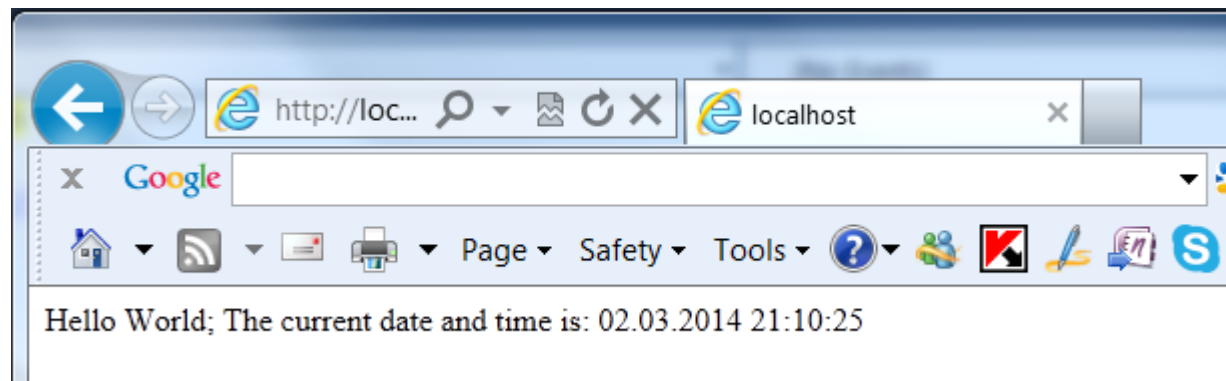 http://loc...
localhost
x Google
Page Safety Tools ?
Hello World; The current date and time is: 02.03.2014 21:10:25